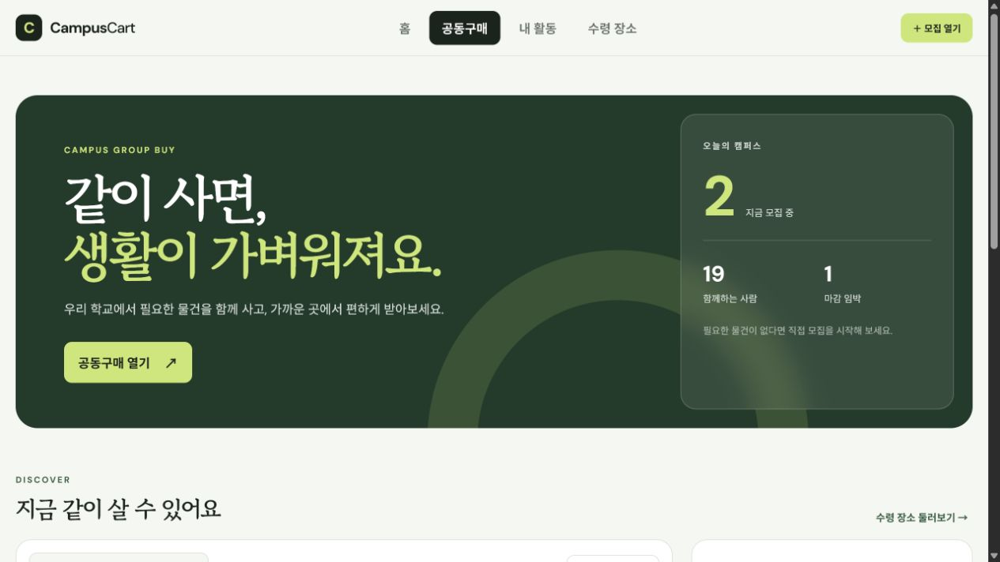 C CampusCart
홈 공동구매 내 활동 수령 장소
+ 모집 열기
CAMPUS GROUP BUY
같이 사면,
생활이 가벼워져요.
우리 학교에서 필요한 물건을 함께 사고, 가까운 곳에서 편하게 받아보세요.
공동구매 열기 ↗
오늘의 캠퍼스
2 지금 모집 중
19 1
함께하는 사람 마감 임박
필요한 물건이 없다면 직접 모집을 시작해 보세요.
DISCOVER
지금 같이 살 수 있어요
수령 장소 둘러보기 →